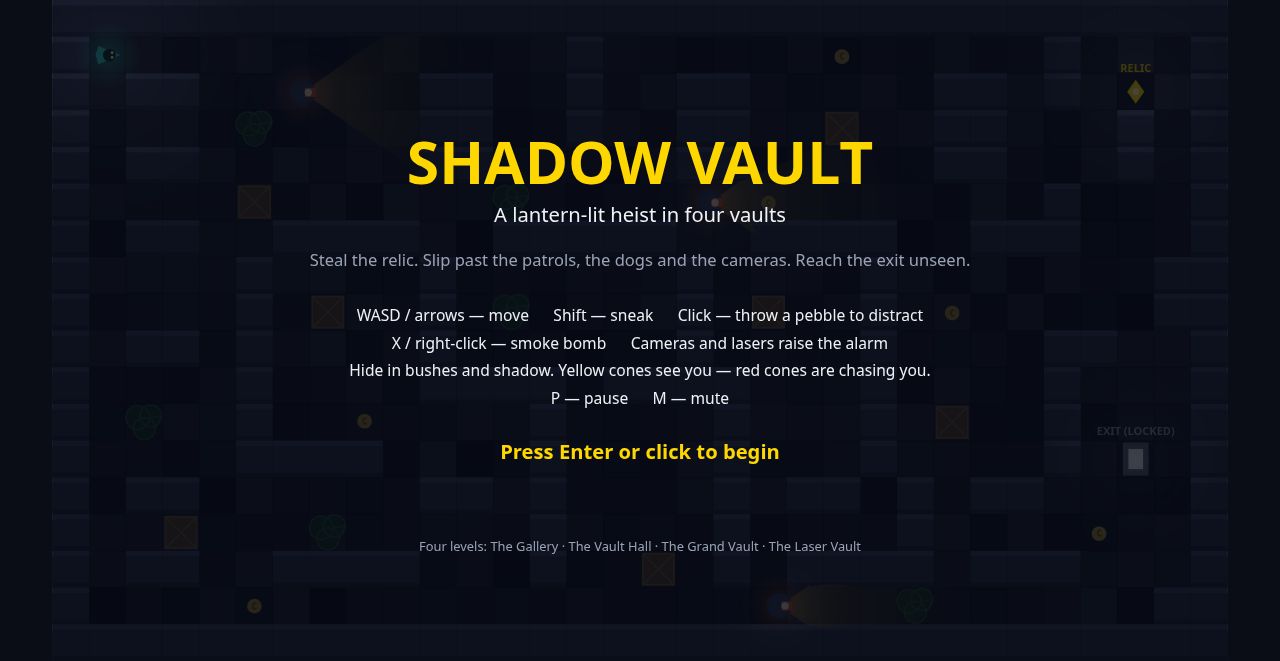 RELIC
SHADOW VAULT
A lantern-lit heist in four vaults
Steal the relic. Slip past the patrols, the dogs and the cameras. Reach the exit unseen.
WASD / arrows — move Shift — sneak Click — throw a pebble to distract
X / right-click — smoke bomb Cameras and lasers raise the alarm
Hide in bushes and shadow. Yellow cones see you — red cones are chasing you.
P — pause M — mute
EXIT (LOCKED)
Press Enter or click to begin
Four levels: The Gallery · The Vault Hall · The Grand Vault · The Laser Vault